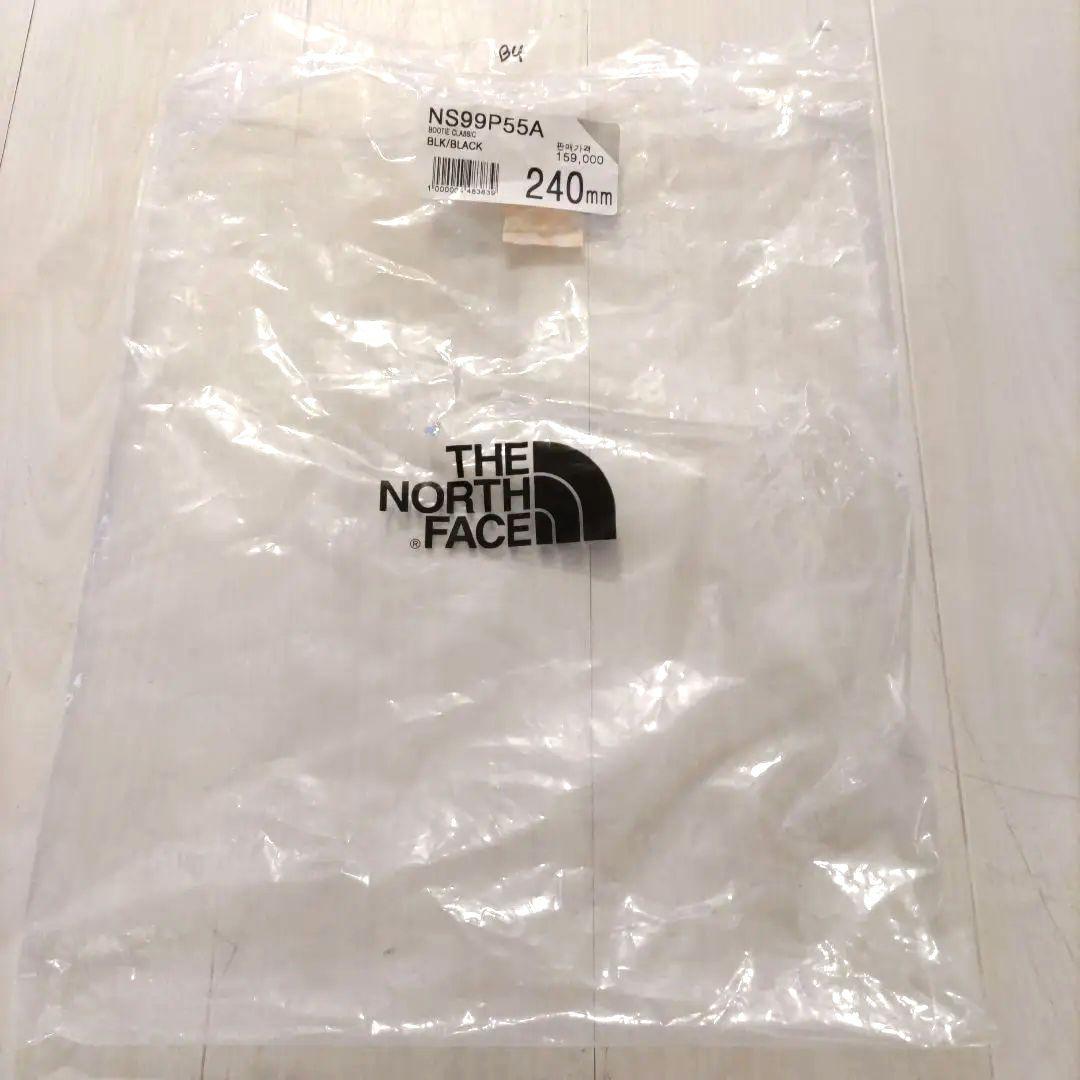 B4
NS99P55A
BOOTIE CLASSIC
BLK/BLACK
판매가격
159,000
240mm
THE
NORTH
® FACE